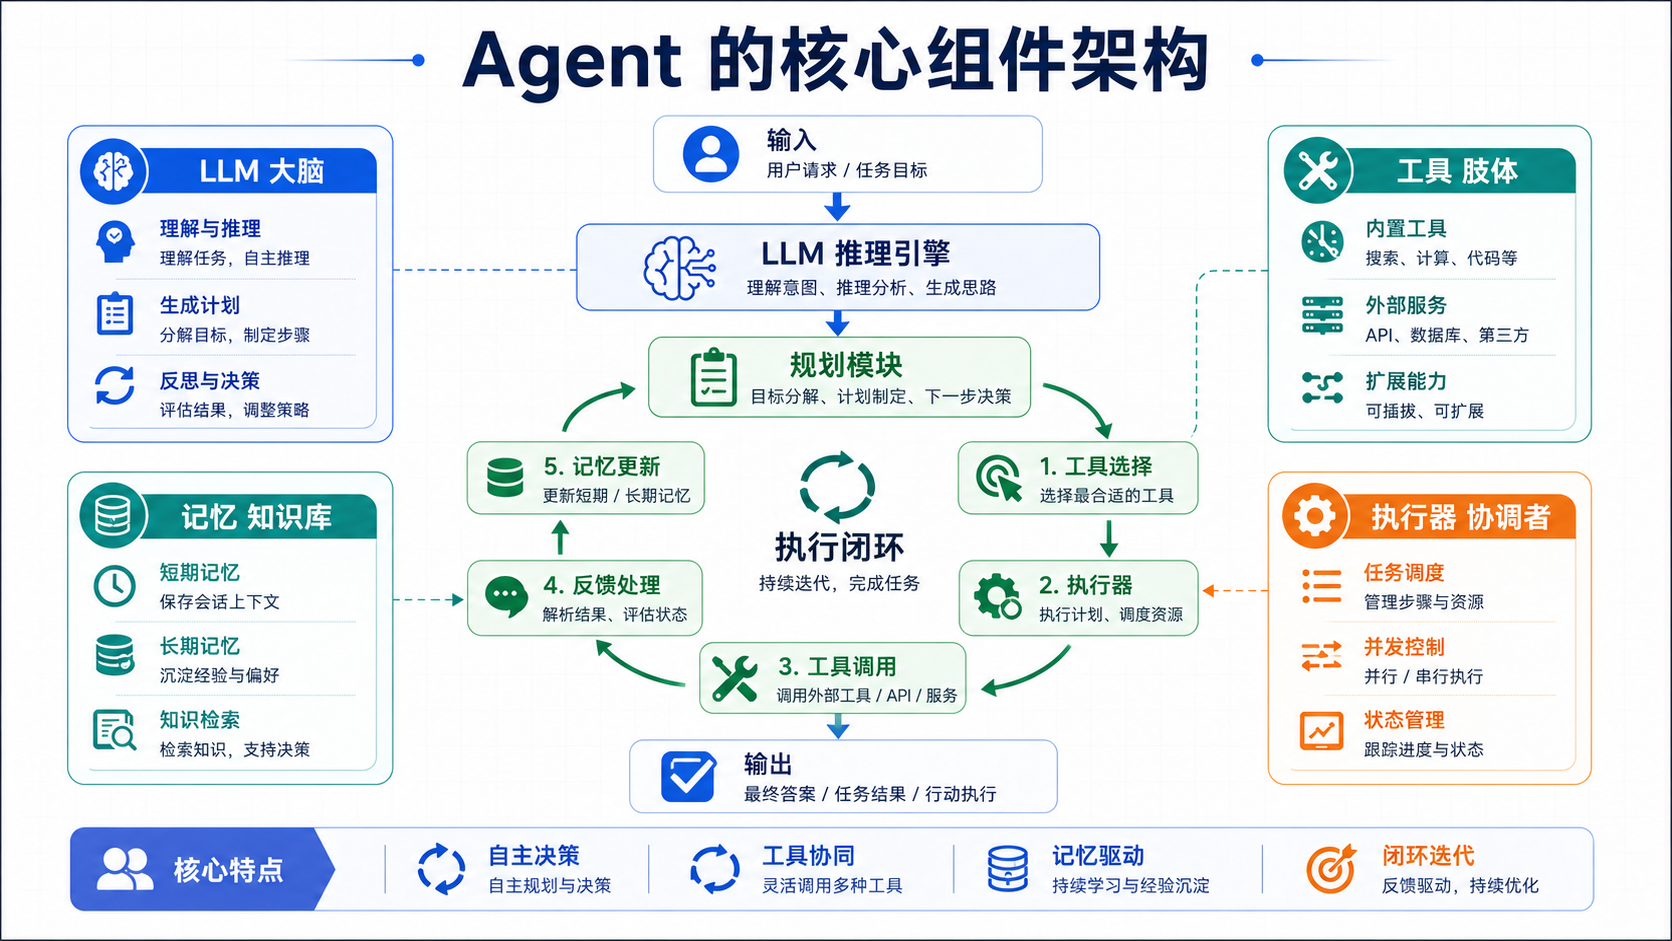 Agent 的核心组件架构
LLM 大脑
理解与推理
理解任务，自主推理
生成计划
分解目标，制定步骤
反思与决策
评估结果，调整策略
记忆 知识库
短期记忆
保存会话上下文
长期记忆
沉淀经验与偏好
知识检索
检索知识，支持决策
输入
用户请求 / 任务目标
LLM 推理引擎
理解意图、推理分析、生成思路
规划模块
目标分解、计划制定、下一步决策
1. 工具选择
选择最合适的工具
2. 执行器
执行计划、调度资源
3. 工具调用
调用外部工具 / API / 服务
4. 反馈处理
解析结果、评估状态
5. 记忆更新
更新短期 / 长期记忆
执行闭环
持续迭代，完成任务
输出
最终答案 / 任务结果 / 行动执行
工具 肢体
内置工具
搜索、计算、代码等
外部服务
API、数据库、第三方
扩展能力
可插拔、可扩展
执行器 协调者
任务调度
管理步骤与资源
并发控制
并行 / 串行执行
状态管理
跟踪进度与状态
核心特点
自主决策
自主规划与决策
工具协同
灵活调用多种工具
记忆驱动
持续学习与经验沉淀
闭环迭代
反馈驱动，持续优化